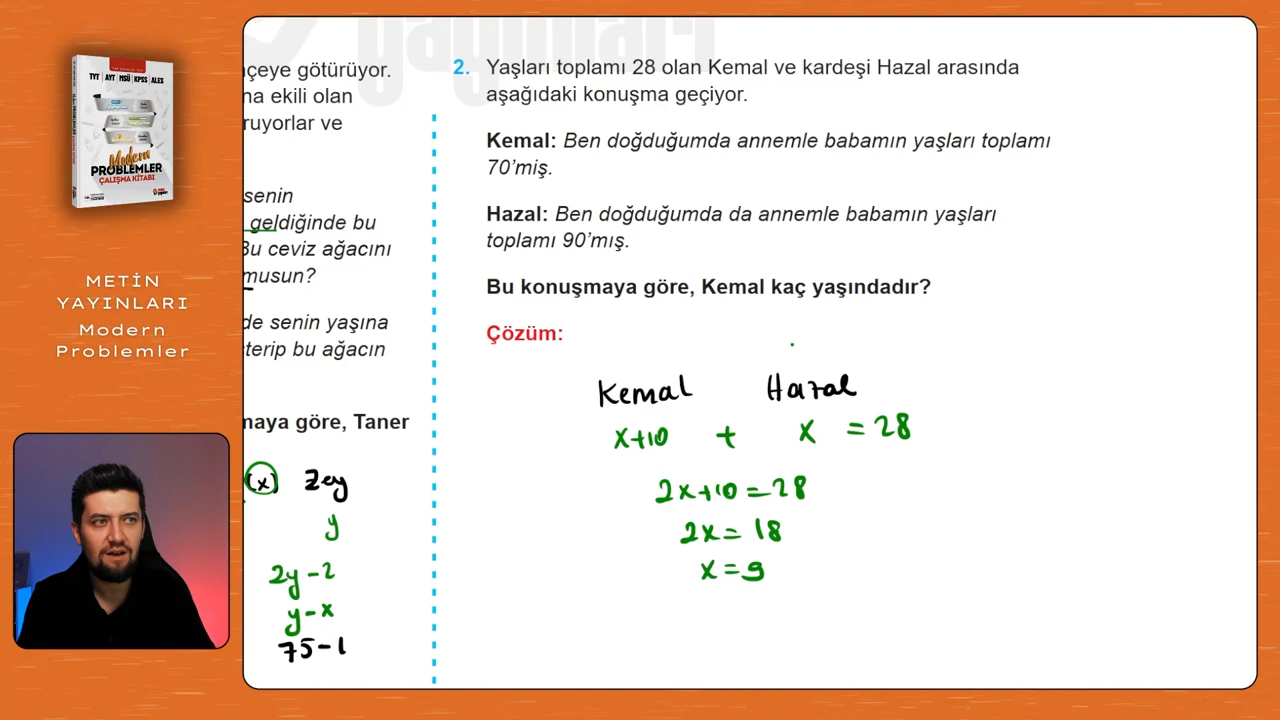 yayınları
TYT | AYT | MSÜ | KPSS | ALES
Modern
PROBLEMLER
ÇALIŞMA KİTABI
METİN
YAYINLARI
Modern
Problemler
çeye götürüyor.
na ekili olan
ruyorlar ve
senin
geldiğinde bu
Bu ceviz ağacını
musun?
de senin yaşına
sterip bu ağacın
maya göre, Taner
(x) Zey
y
2y-2
y-x
75-1
2. Yaşları toplamı 28 olan Kemal ve kardeşi Hazal arasında
aşağıdaki konuşma geçiyor.
Kemal: Ben doğduğumda annemle babamın yaşları toplamı
70'miş.
Hazal: Ben doğduğumda da annemle babamın yaşları
toplamı 90'mış.
Bu konuşmaya göre, Kemal kaç yaşındadır?
Çözüm:
Kemal Hazal
x+10 + x = 28
2x+10=28
2x=18
x=9